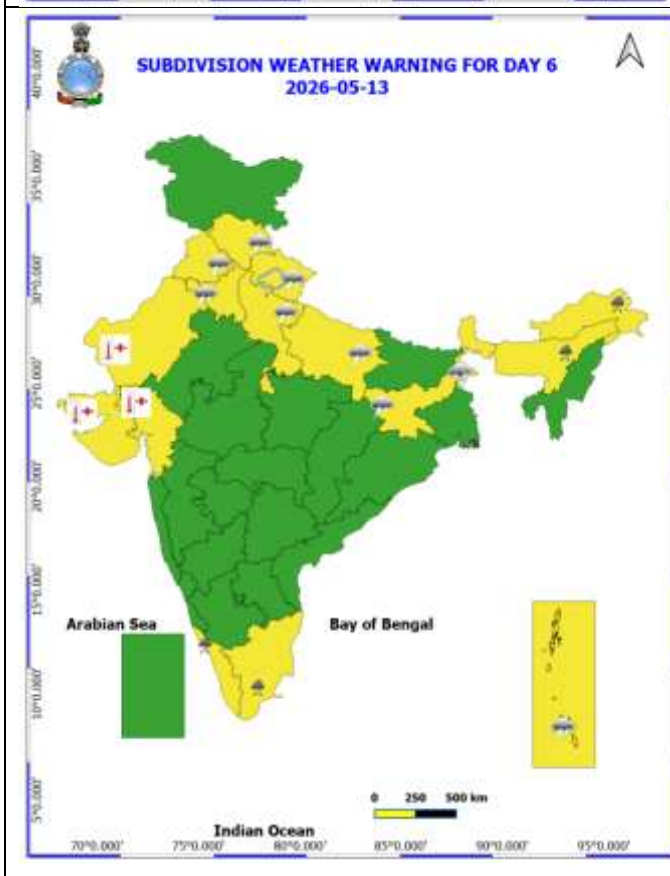 SUBDIVISION WEATHER WARNING FOR DAY 6
2026-05-13
40°0.000'
35°0.000'
30°0.000'
25°0.000'
20°0.000'
15°0.000'
10°0.000'
5°0.000'
Arabian Sea
Bay of Bengal
0 250 500 km
Indian Ocean
70°0.000' 75°0.000' 80°0.000' 85°0.000' 90°0.000' 95°0.000'